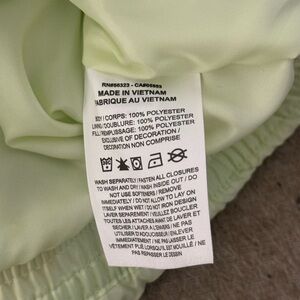 RN#56323 - CA#05553
MADE IN VIETNAM
FABRIQUE AU VIETNAM
BODY / CORPS: 100% POLYESTER
LINING/DOUBLURE: 100% POLYESTER
FILL/REMPLISSAGE: 100% POLYESTER
EXCLUSIVE OF DECORATION /
DÉCORATION NON COMPRISE
WASH SEPARATELY / FASTEN ALL CLOSURES
TO WASH AND DRY / WASH INSIDE OUT / DO
NOT USE SOFTENERS / REMOVE
IMMEDIATELY / DO NOT ALLOW TO LAY ON
ITSELF WHEN WET / DO NOT IRON DESIGN
LAVER SÉPARÉMENT / VEUILLEZ BOUCLER
TOUTES LES ATTACHES AVANT DE LAVER ET
SÉCHER / LAVER À L'ENVERS / NE PAS
UTILISER D'ADOUCISSEUR / ENLEVER
IMMÉDIATEMENT / NE PAS LAISSER LE
VÊTEMENT REPLIÉ LORSQU'IL EST MOUILLÉ / NE
PAS REPASSER LE DESSIN